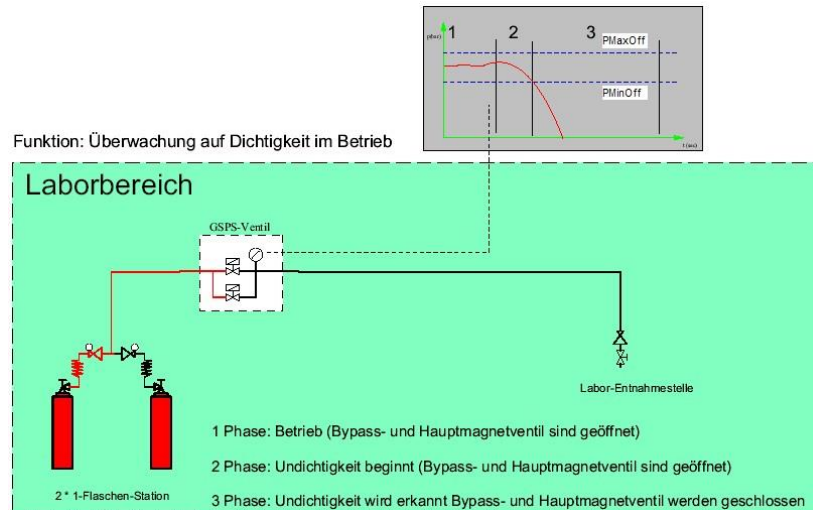 p(bar)
1
2
3
PMaxOff
PMinOff
t (sec)
Funktion: Überwachung auf Dichtigkeit im Betrieb
Laborbereich
GSPS-Ventil
Labor-Entnahmestelle
1 Phase: Betrieb (Bypass- und Hauptmagnetventil sind geöffnet)
2 Phase: Undichtigkeit beginnt (Bypass- und Hauptmagnetventil sind geöffnet)
2 * 1-Flaschen-Station
3 Phase: Undichtigkeit wird erkannt Bypass- und Hauptmagnetventil werden geschlossen